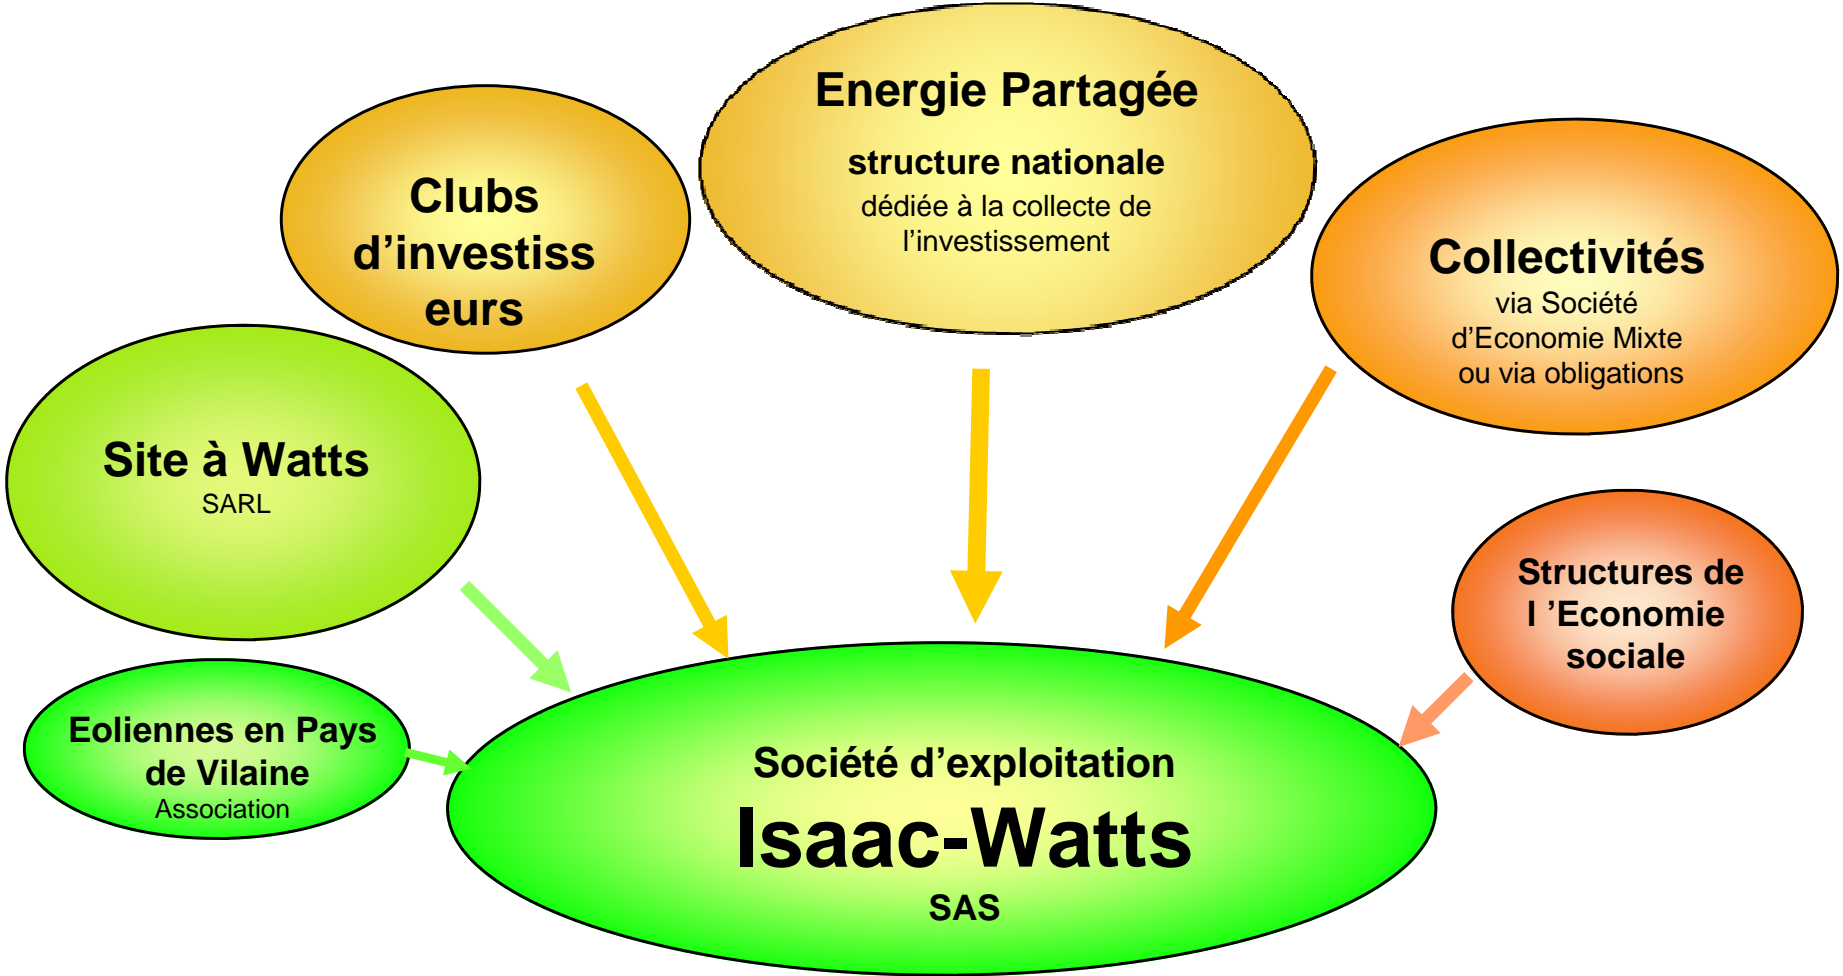 Energie Partagée
structure nationale
dédiée à la collecte de
l’investissement
Clubs
d’investiss
eurs
Collectivités
via Société
d’Economie Mixte
ou via obligations
Site à Watts
SARL
Structures de
l ’Economie
sociale
Eoliennes en Pays
de Vilaine
Association
Société d’exploitation
Isaac-Watts
SAS